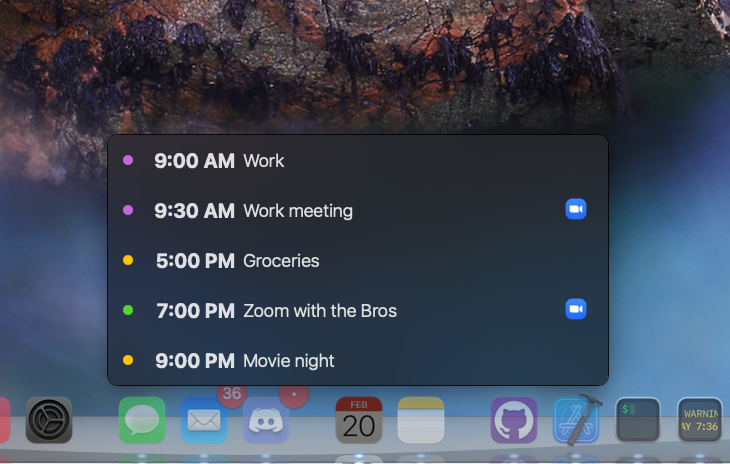 9:00 AM Work
9:30 AM Work meeting
5:00 PM Groceries
7:00 PM Zoom with the Bros
9:00 PM Movie night
36
FEB
20
$
WARNIN
AY 7:36